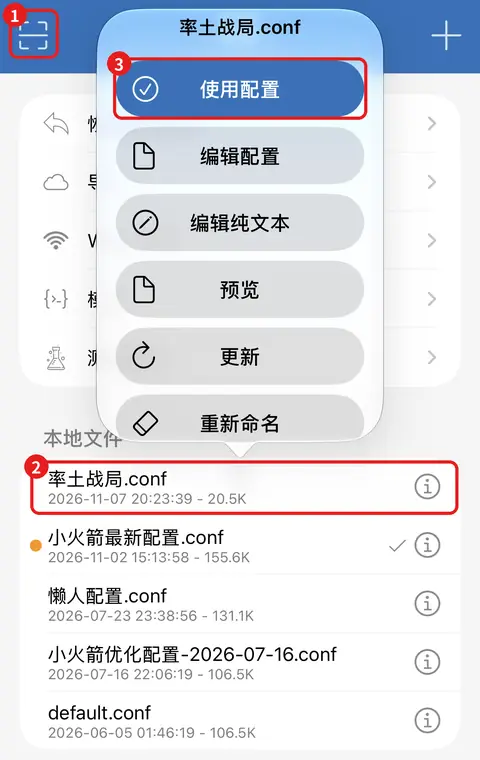 1
率土战局.conf
3
使用配置
编辑配置
编辑纯文本
预览
更新
重新命名
W
本地文件
2
率土战局.conf
2026-11-07 20:23:39 - 20.5K
小火箭最新配置.conf
2026-11-02 15:13:58 - 155.6K
懒人配置.conf
2026-07-23 23:38:56 - 131.1K
小火箭优化配置-2026-07-16.conf
2026-07-16 22:06:19 - 106.5K
default.conf
2026-06-05 01:46:19 - 106.5K